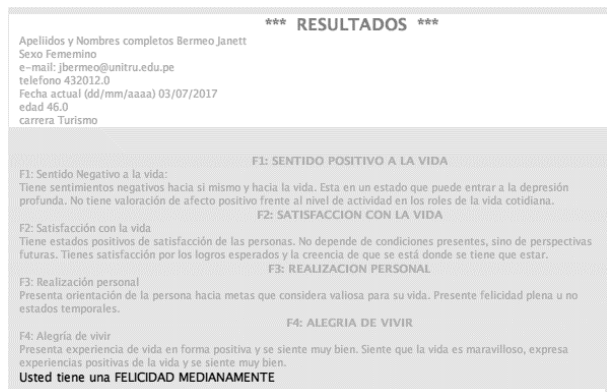 *** RESULTADOS ***
Apeliidos y Nombres completos Bermeo Janett
Sexo Fememino
e-mail: jbermeo@unitru.edu.pe
telefono 432012.0
Fecha actual (dd/mm/aaaa) 03/07/2017
edad 46.0
carrera Turismo
F1: SENTIDO POSITIVO A LA VIDA
F1: Sentido Negativo a la vida:
Tiene sentimientos negativos hacia si mismo y hacia la vida. Esta en un estado que puede entrar a la depresión
profunda. No tiene valoración de afecto positivo frente al nivel de actividad en los roles de la vida cotidiana.
F2: SATISFACCION CON LA VIDA
F2: Satisfacción con la vida
Tiene estados positivos de satisfacción de las personas. No depende de condiciones presentes, sino de perspectivas
futuras. Tienes satisfacción por los logros esperados y la creencia de que se está donde se tiene que estar.
F3: REALIZACION PERSONAL
F3: Realización personal
Presenta orientación de la persona hacia metas que considera valiosa para su vida. Presente felicidad plena u no
estados temporales.
F4: ALEGRIA DE VIVIR
F4: Alegría de vivir
Presenta experiencia de vida en forma positiva y se siente muy bien. Siente que la vida es maravilloso, expresa
experiencias positivas de la vida y se siente muy bien.
Usted tiene una FELICIDAD MEDIANAMENTE